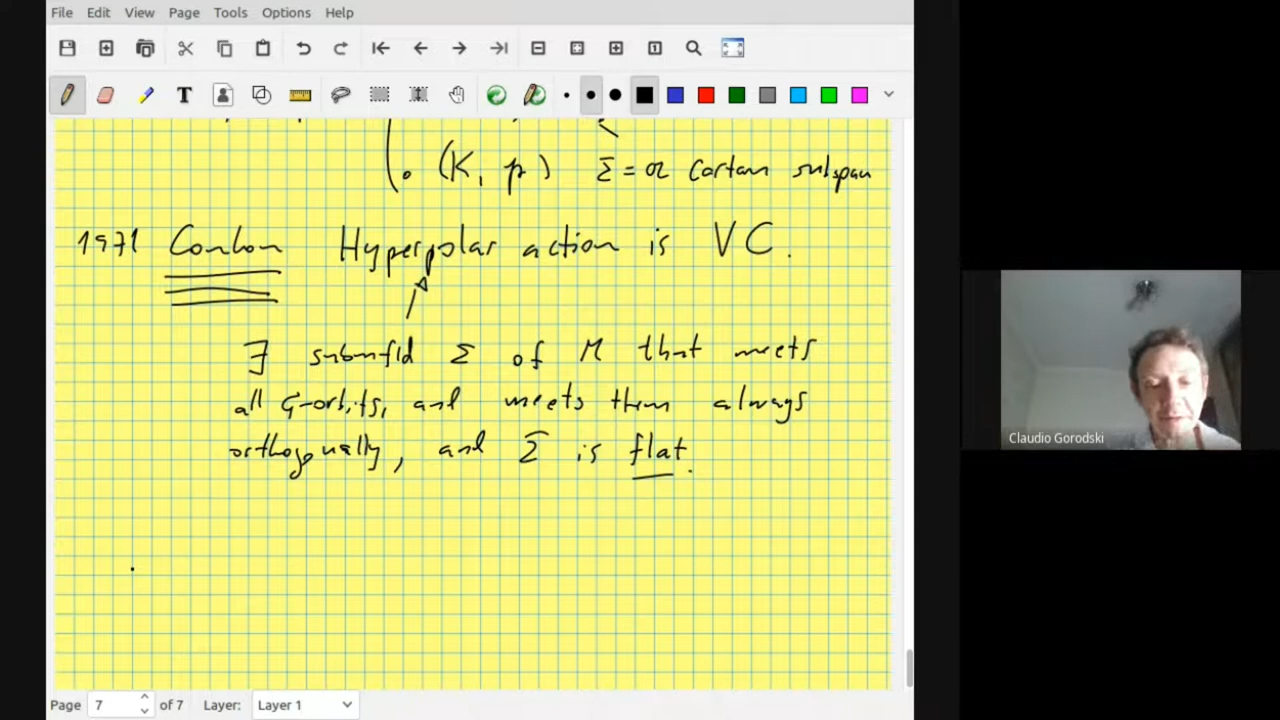 File Edit View Page Tools Options Help
(K, p) Σ = 𝔞 Cartan subspan
1971 Conlon Hyperpolar action is VC.
∃ submfld Σ of M that meets
all G-orbits, and meets them always
orthogonally, and Σ is flat.
Claudio Gorodski
Page 7 of 7 Layer: Layer 1